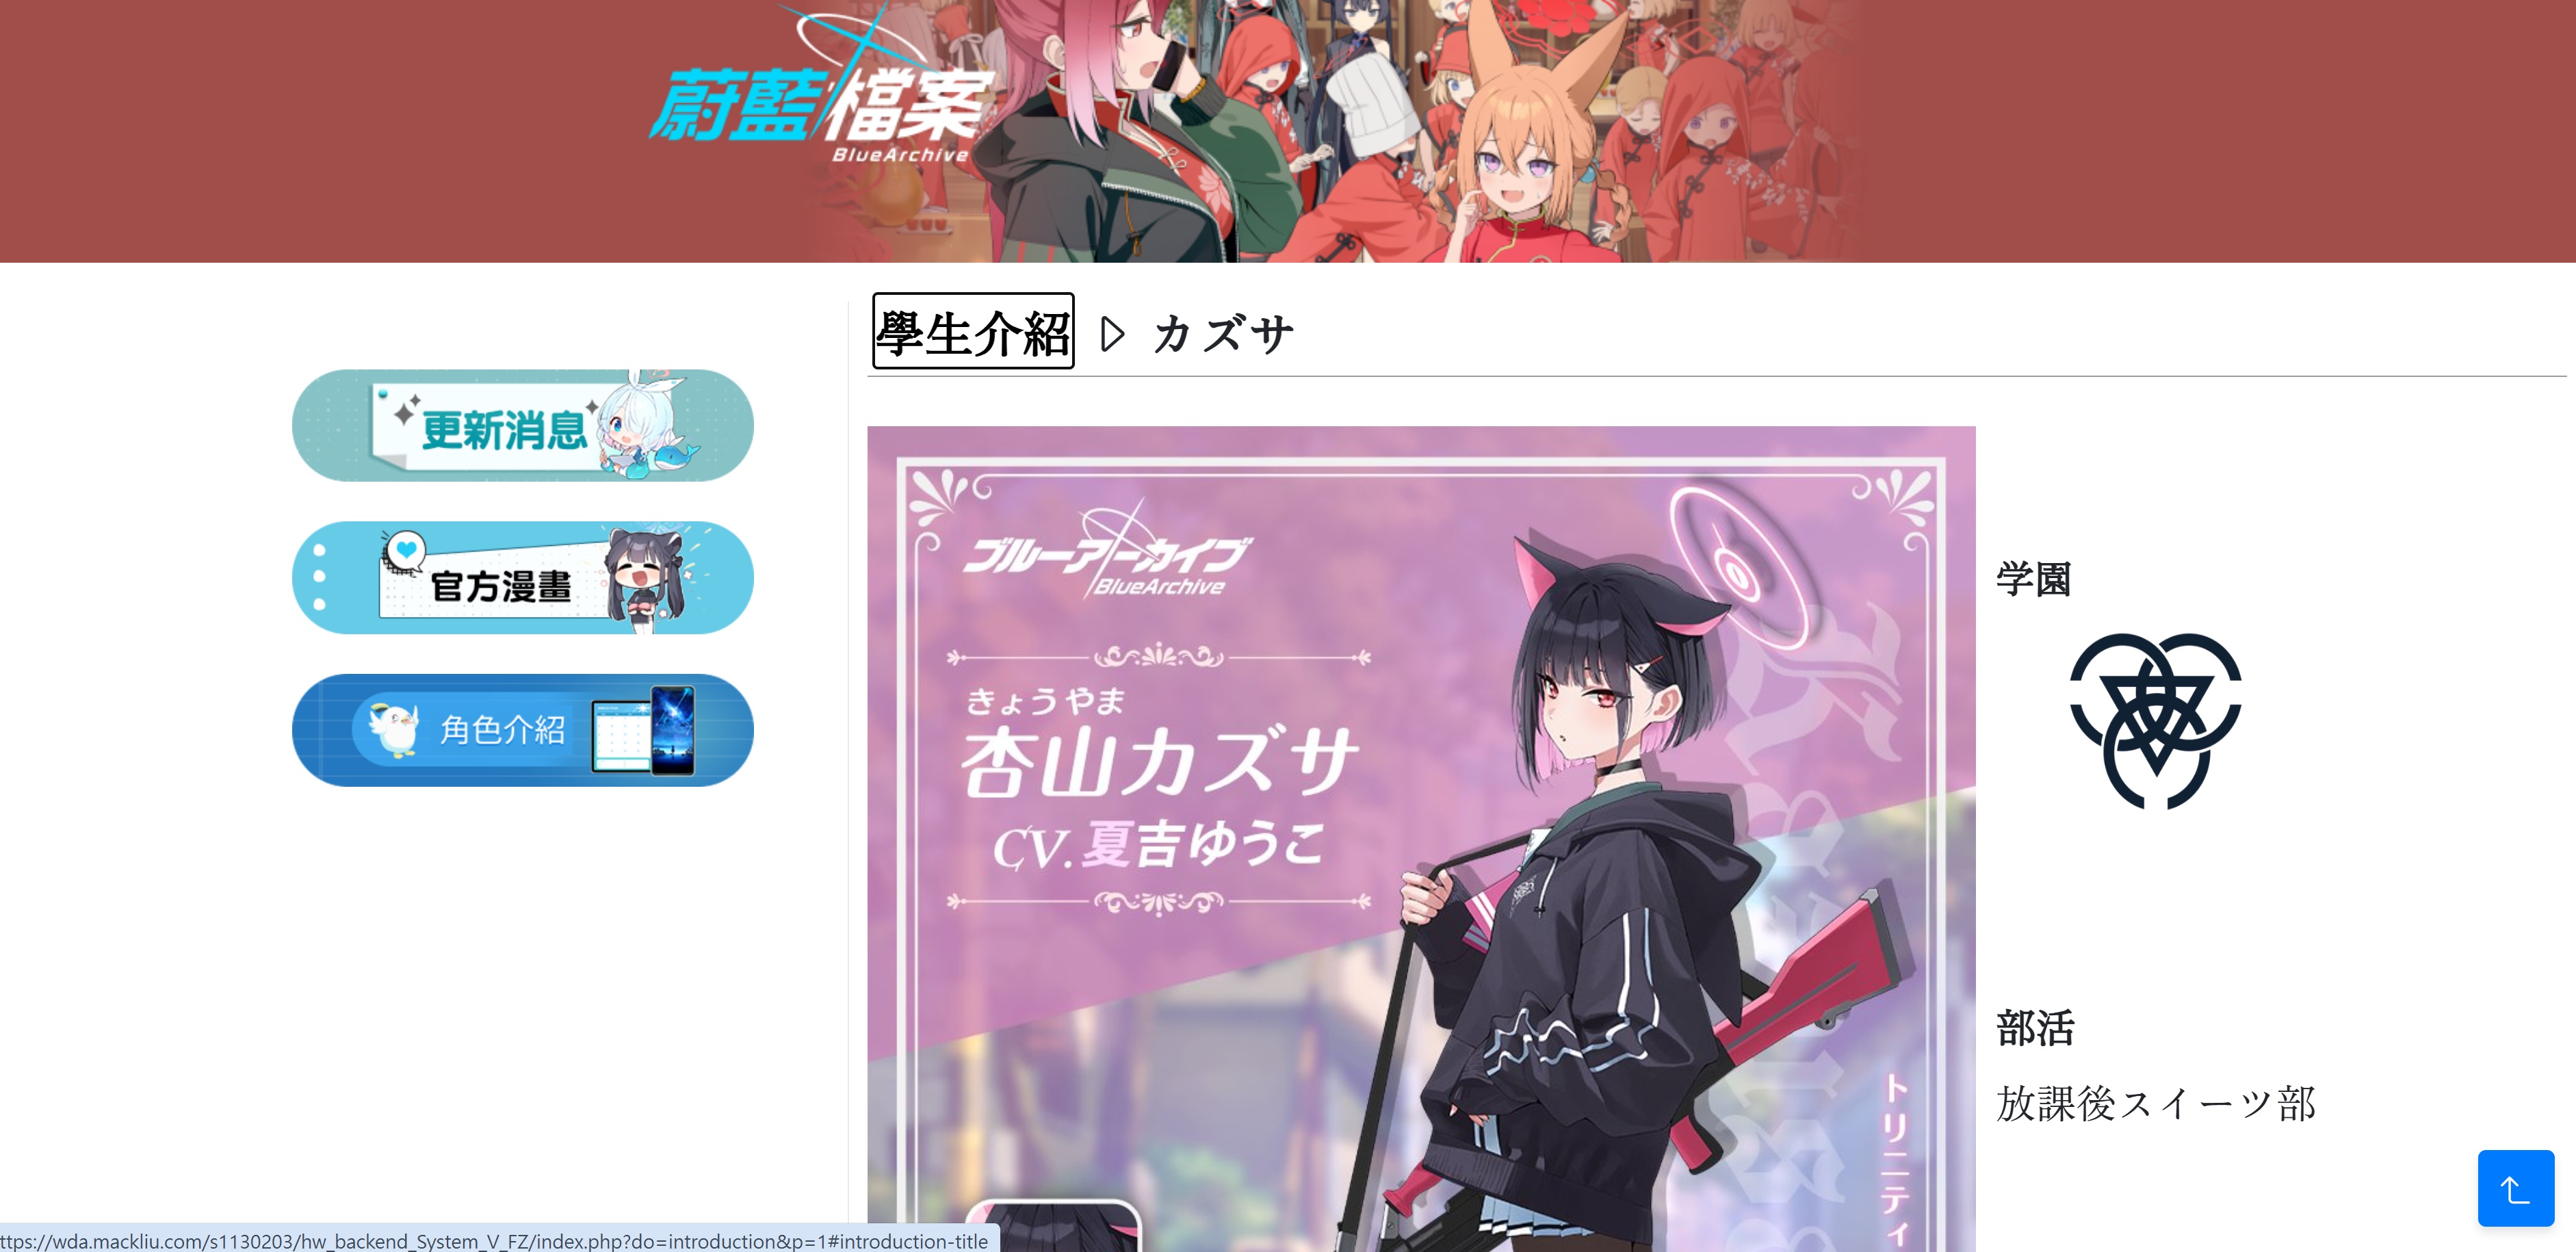 蔚藍檔案
BlueArchive
學生介紹 ▷ カズサ
更新消息
官方漫畫
角色介紹
ブルーアーカイブ
BlueArchive
きょうやま
杏山カズサ
CV.夏吉ゆうこ
トリニティ
学園
部活
放課後スイーツ部
ttps://wda.mackliu.com/s1130203/hw_backend_System_V_FZ/index.php?do=introduction&p=1#introduction-title